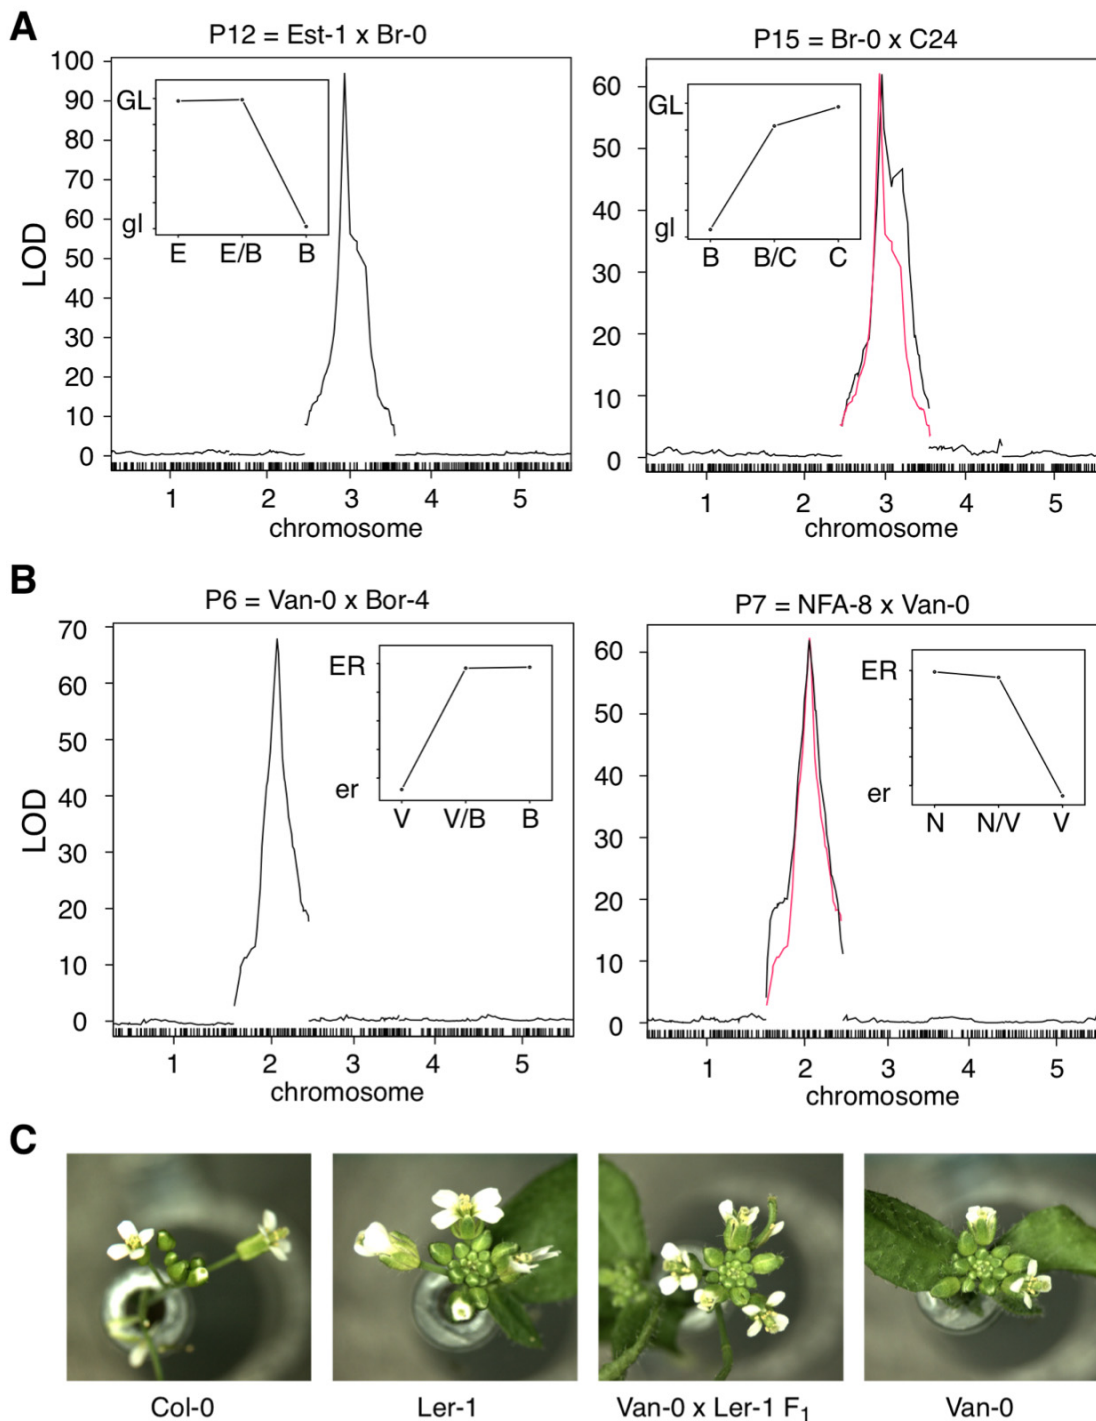 A
P12 = Est-1 x Br-0
P15 = Br-0 x C24
LOD
100
90
80
70
60
50
40
30
20
10
0
GL
gl
E E/B B
1 2 3 4 5
chromosome
60
50
40
30
20
10
0
GL
gl
B B/C C
1 2 3 4 5
chromosome
B
P6 = Van-0 x Bor-4
P7 = NFA-8 x Van-0
LOD
70
60
50
40
30
20
10
0
ER
er
V V/B B
1 2 3 4 5
chromosome
60
50
40
30
20
10
0
ER
er
N N/V V
1 2 3 4 5
chromosome
C
Col-0
Ler-1
Van-0 x Ler-1 F₁
Van-0